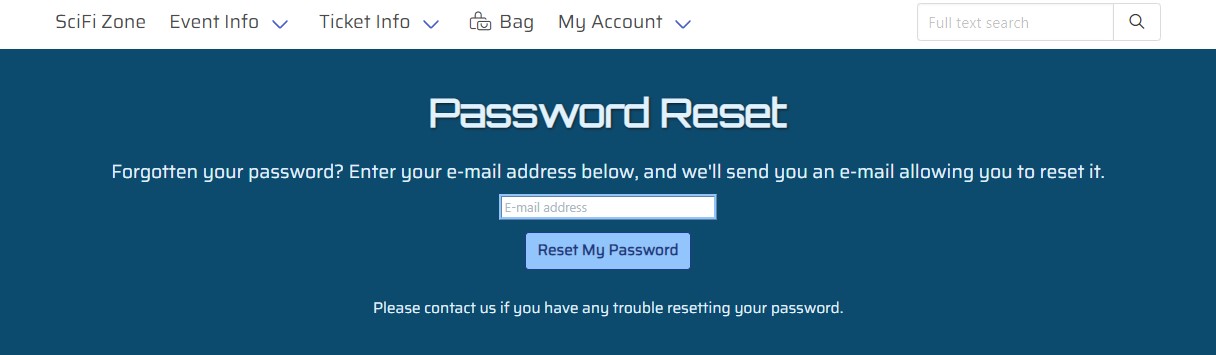 SciFi Zone Event Info Ticket Info Bag My Account Full text search
Password Reset
Forgotten your password? Enter your e-mail address below, and we'll send you an e-mail allowing you to reset it.
E-mail address
Reset My Password
Please contact us if you have any trouble resetting your password.